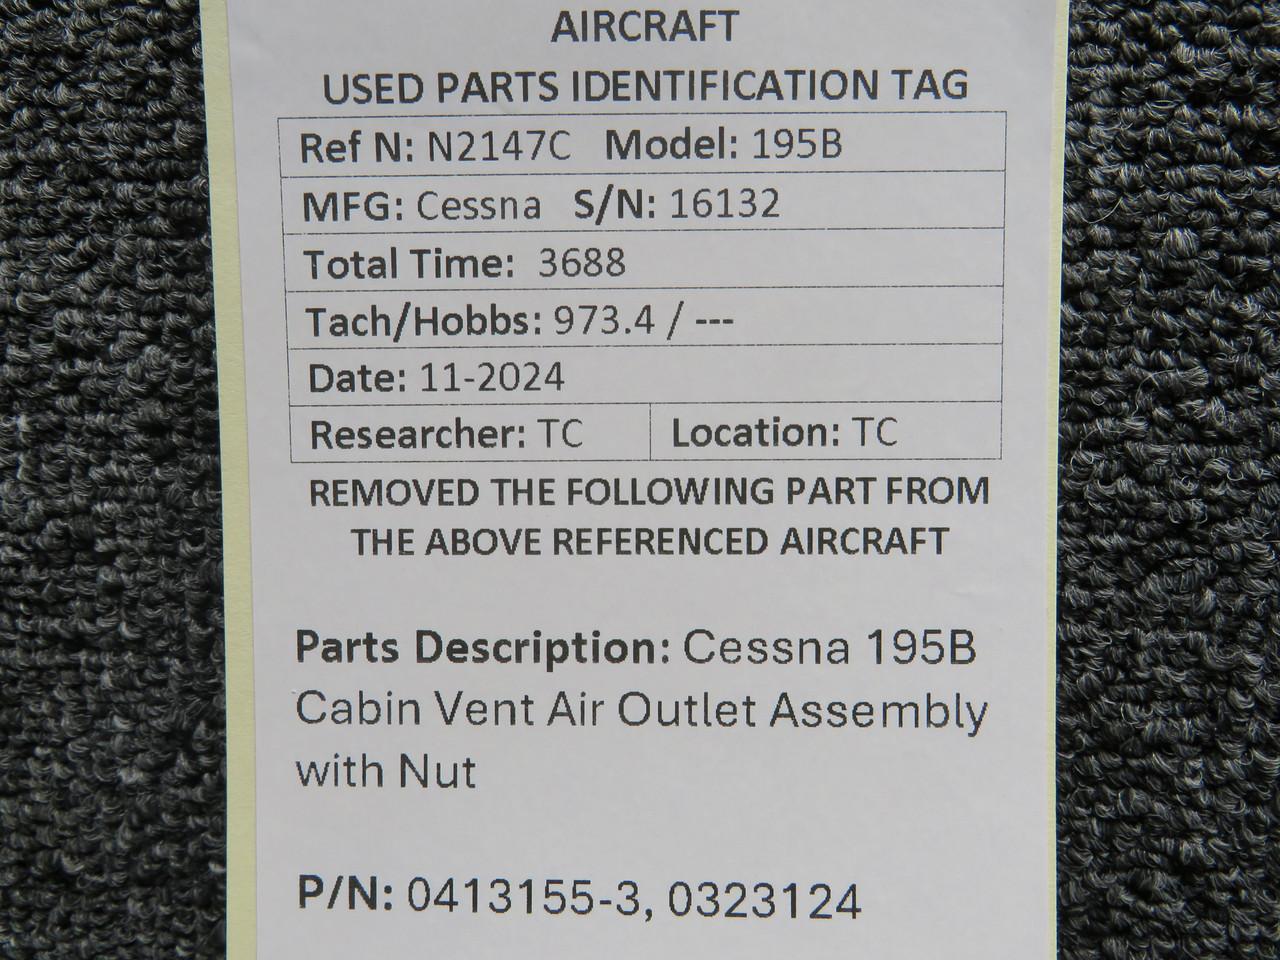 AIRCRAFT
USED PARTS IDENTIFICATION TAG
Ref N: N2147C Model: 195B
MFG: Cessna S/N: 16132
Total Time: 3688
Tach/Hobbs: 973.4 / ---
Date: 11-2024
Researcher: TC Location: TC
REMOVED THE FOLLOWING PART FROM
THE ABOVE REFERENCED AIRCRAFT
Parts Description: Cessna 195B
Cabin Vent Air Outlet Assembly
with Nut
P/N: 0413155-3, 0323124